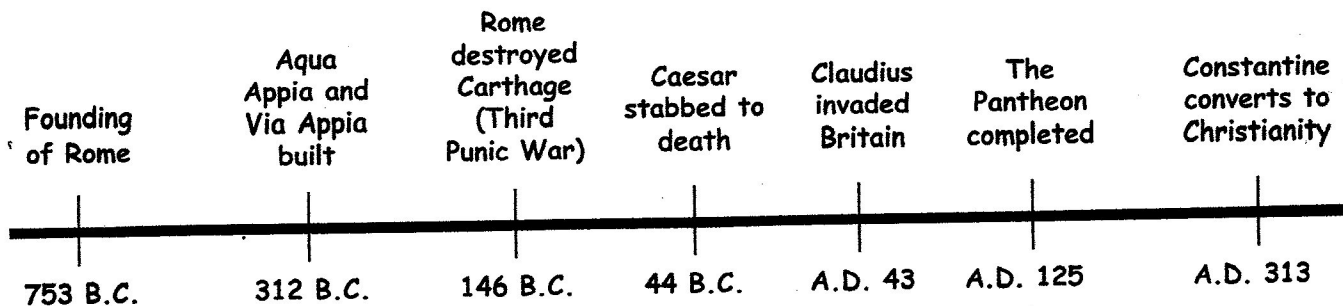 Founding
of Rome
Aqua
Appia and
Via Appia
built
Rome
destroyed
Carthage
(Third
Punic War)
Caesar
stabbed to
death
Claudius
invaded
Britain
The
Pantheon
completed
Constantine
converts to
Christianity
753 B.C.
312 B.C.
146 B.C.
44 B.C.
A.D. 43
A.D. 125
A.D. 313